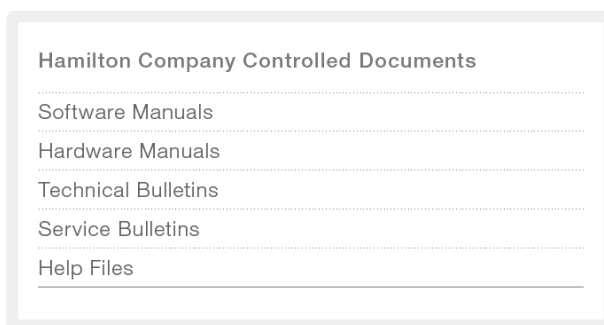 Hamilton Company Controlled Documents
Software Manuals
Hardware Manuals
Technical Bulletins
Service Bulletins
Help Files